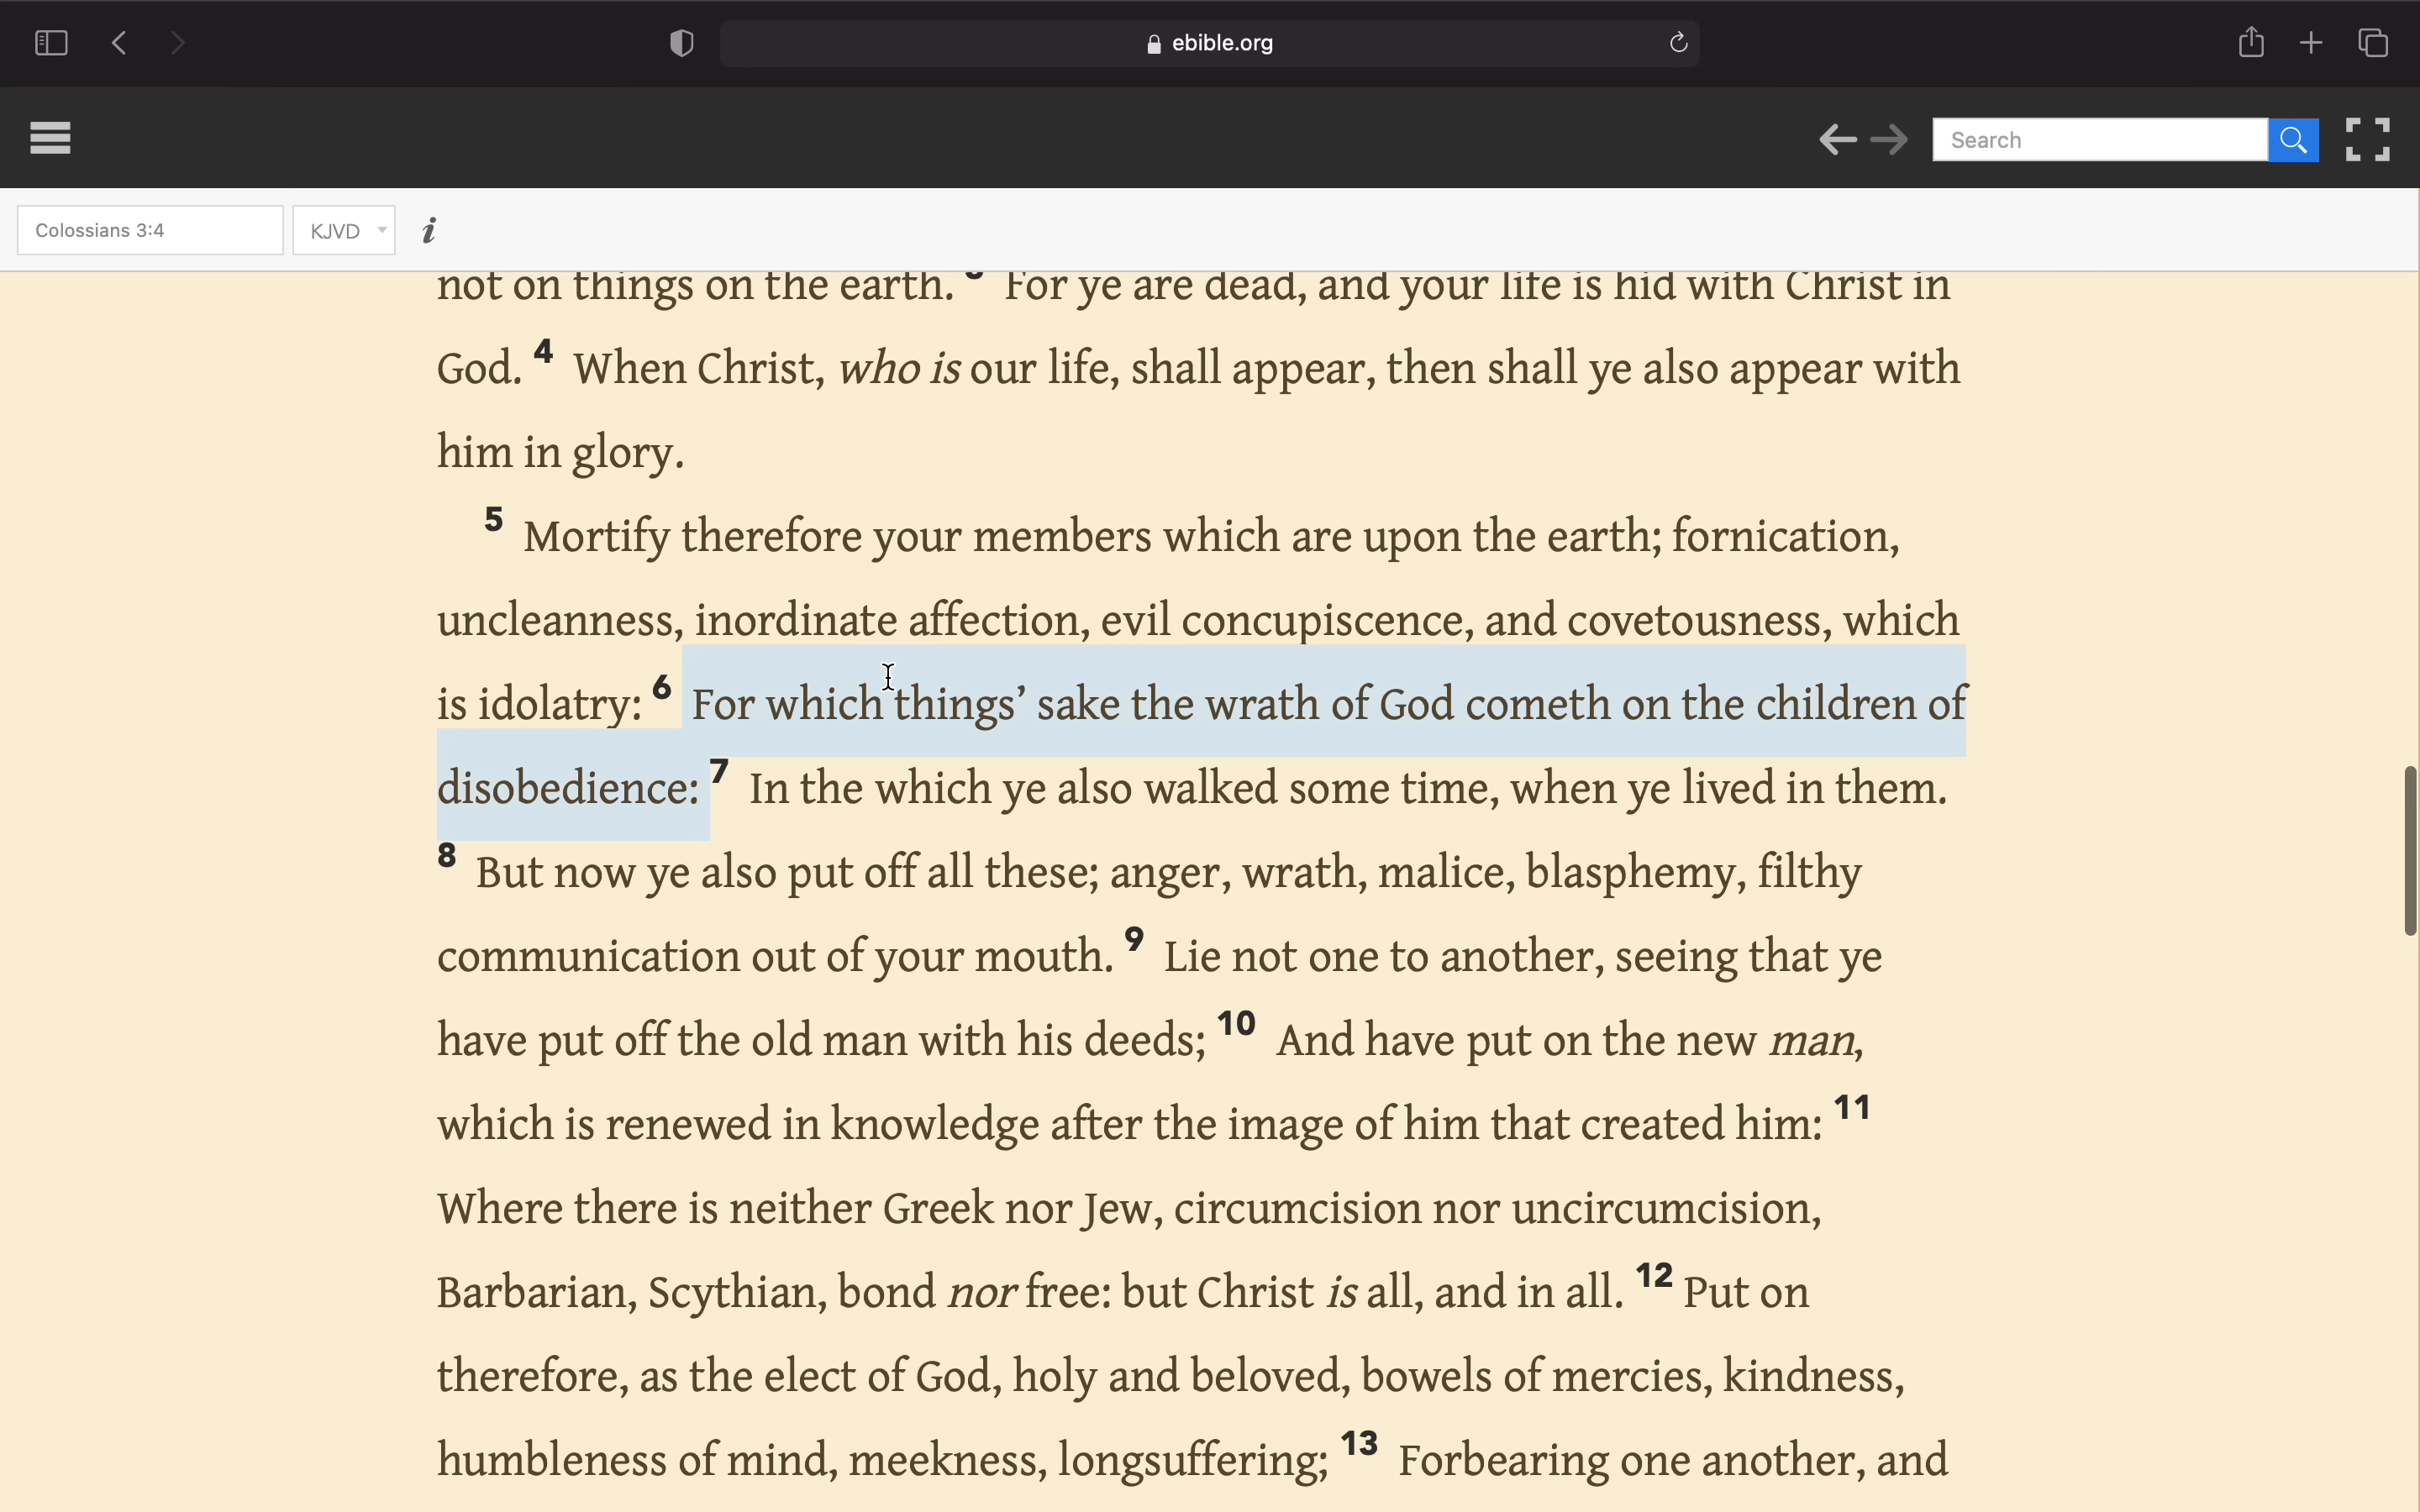 ebible.org
Search
Colossians 3:4
KJVD
i
not on things on the earth. 3 For ye are dead, and your life is hid with Christ in
God. 4 When Christ, who is our life, shall appear, then shall ye also appear with
him in glory.
5 Mortify therefore your members which are upon the earth; fornication,
uncleanness, inordinate affection, evil concupiscence, and covetousness, which
is idolatry: 6 For which things’ sake the wrath of God cometh on the children of
disobedience: 7 In the which ye also walked some time, when ye lived in them.
8 But now ye also put off all these; anger, wrath, malice, blasphemy, filthy
communication out of your mouth. 9 Lie not one to another, seeing that ye
have put off the old man with his deeds; 10 And have put on the new man,
which is renewed in knowledge after the image of him that created him: 11
Where there is neither Greek nor Jew, circumcision nor uncircumcision,
Barbarian, Scythian, bond nor free: but Christ is all, and in all. 12 Put on
therefore, as the elect of God, holy and beloved, bowels of mercies, kindness,
humbleness of mind, meekness, longsuffering; 13 Forbearing one another, and